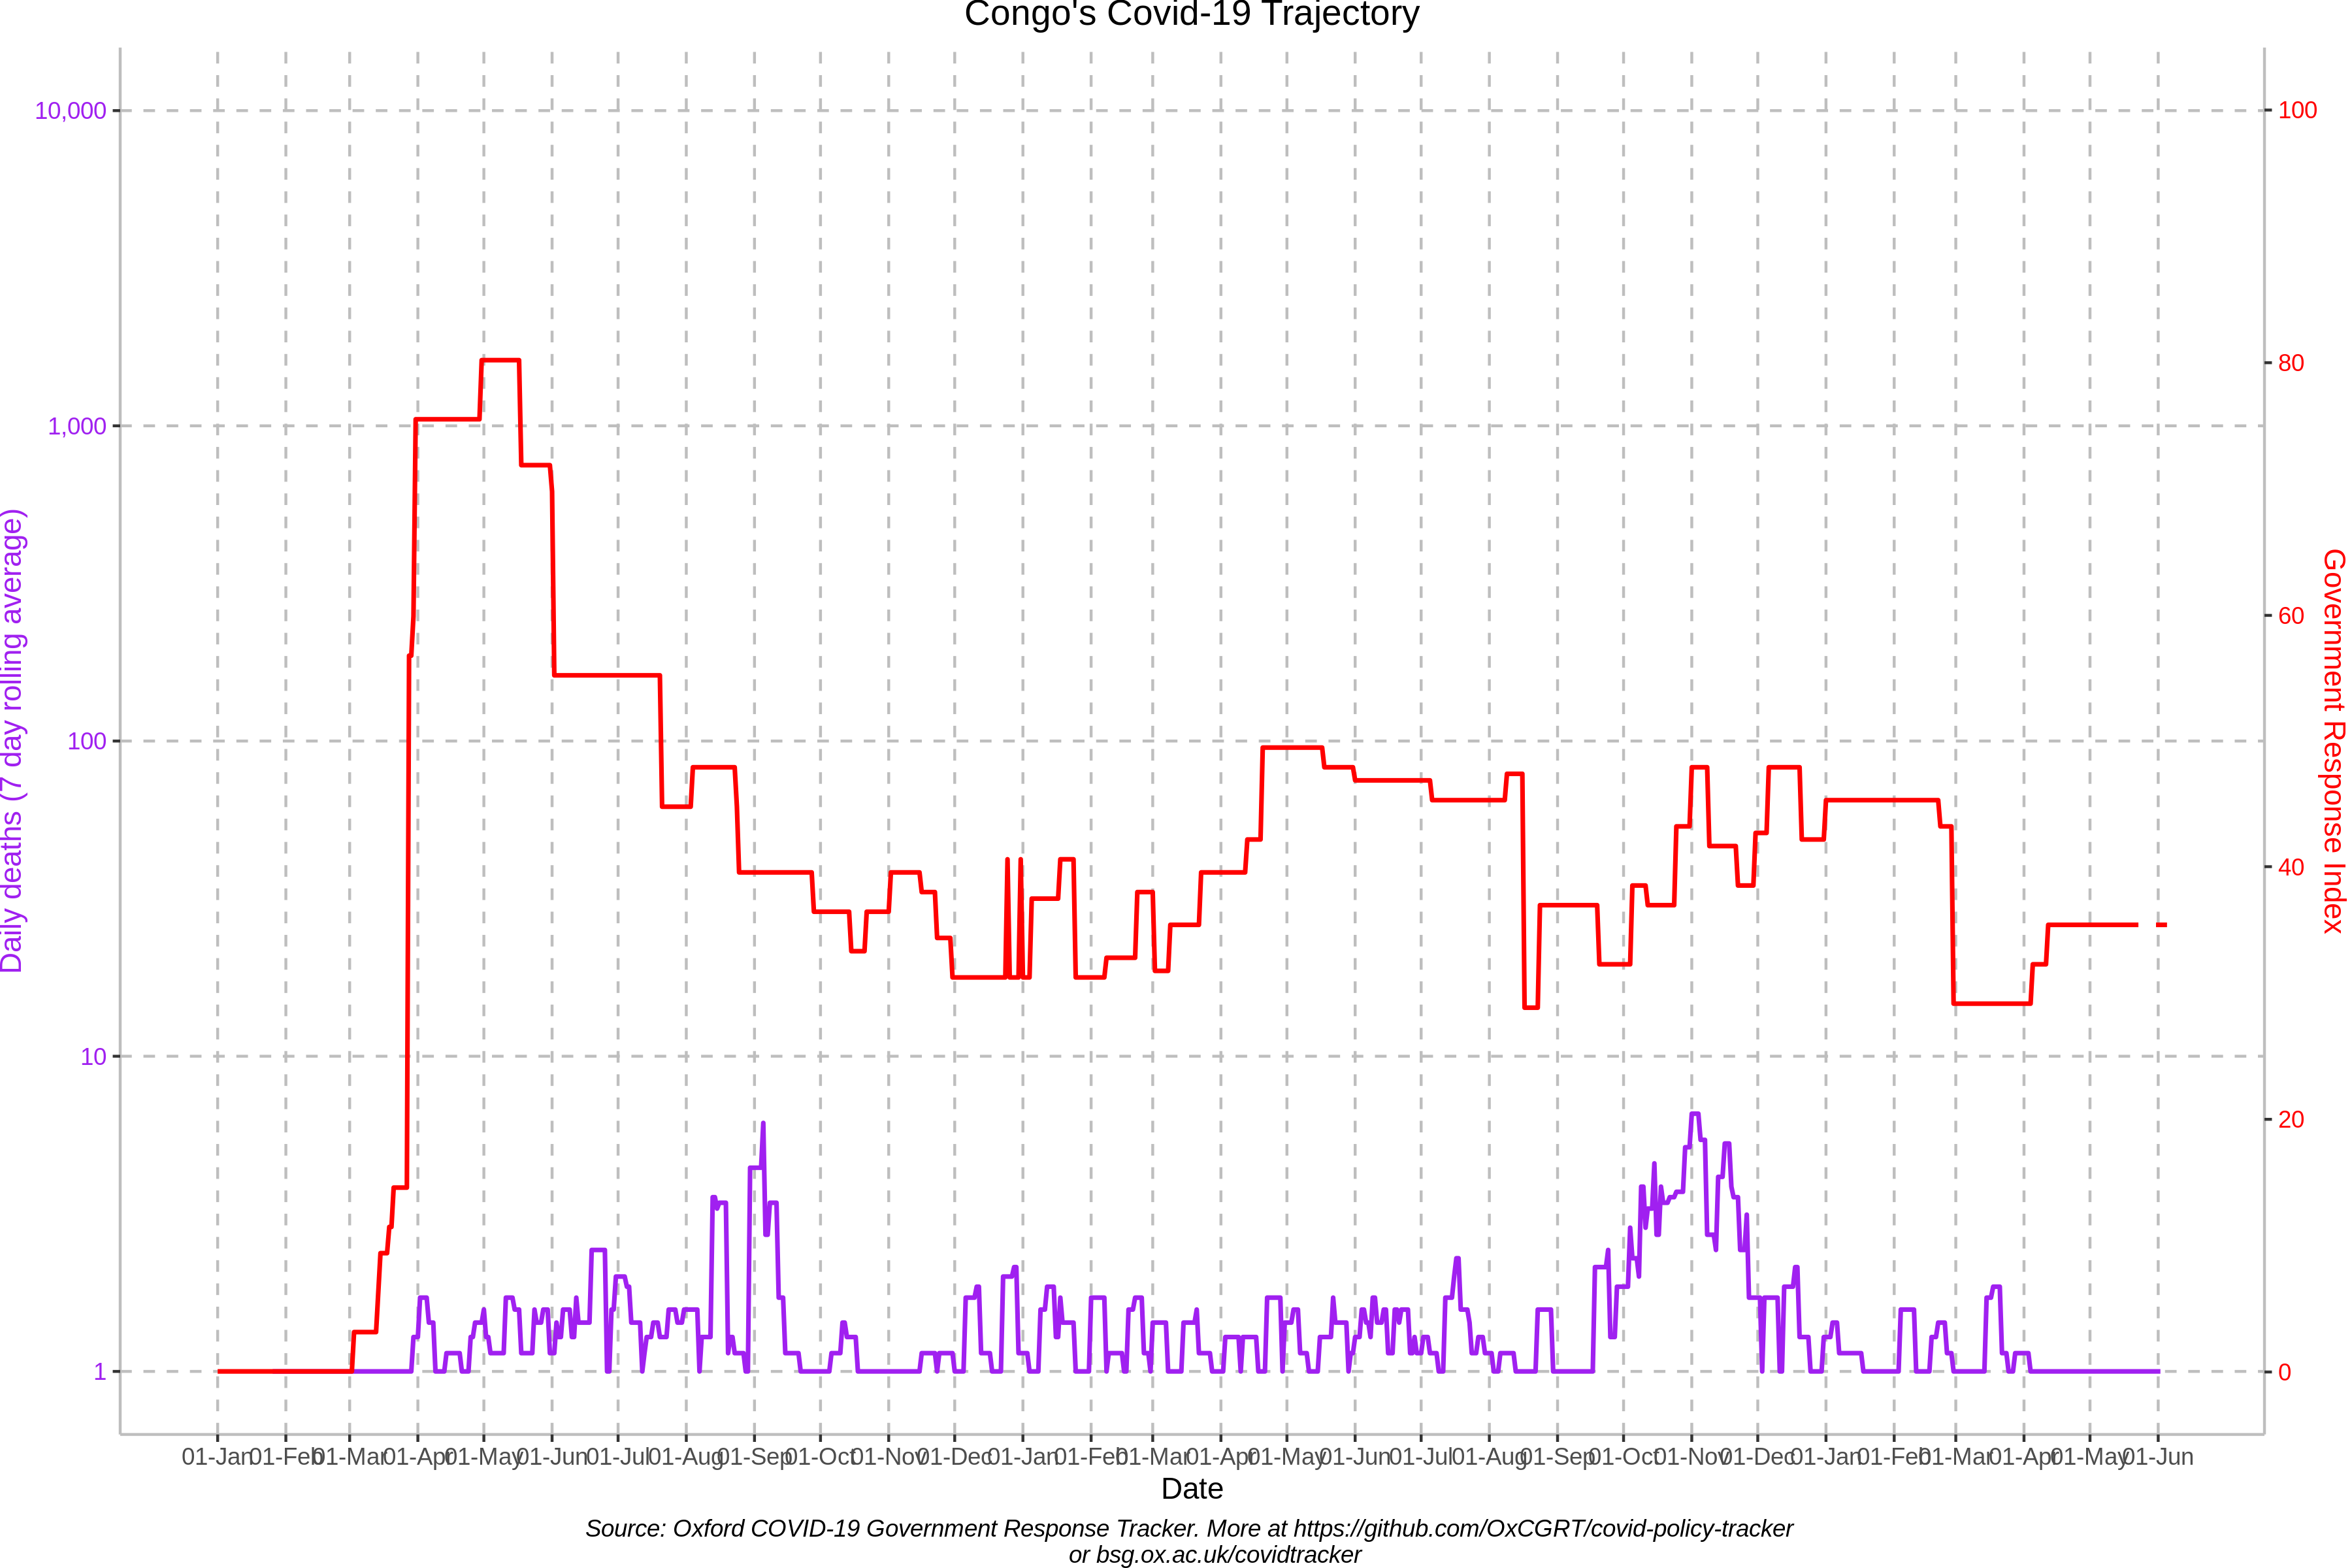 Congo's Covid-19 Trajectory
10,000
1,000
100
10
1
Daily deaths (7 day rolling average)
100
80
60
40
20
0
Government Response Index
01-Jan 01-Feb 01-Mar 01-Apr 01-May 01-Jun 01-Jul 01-Aug 01-Sep 01-Oct 01-Nov 01-Dec 01-Jan 01-Feb 01-Mar 01-Apr 01-May 01-Jun 01-Jul 01-Aug 01-Sep 01-Oct 01-Nov 01-Dec 01-Jan 01-Feb 01-Mar 01-Apr 01-May 01-Jun
Date
Source: Oxford COVID-19 Government Response Tracker. More at https://github.com/OxCGRT/covid-policy-tracker
or bsg.ox.ac.uk/covidtracker